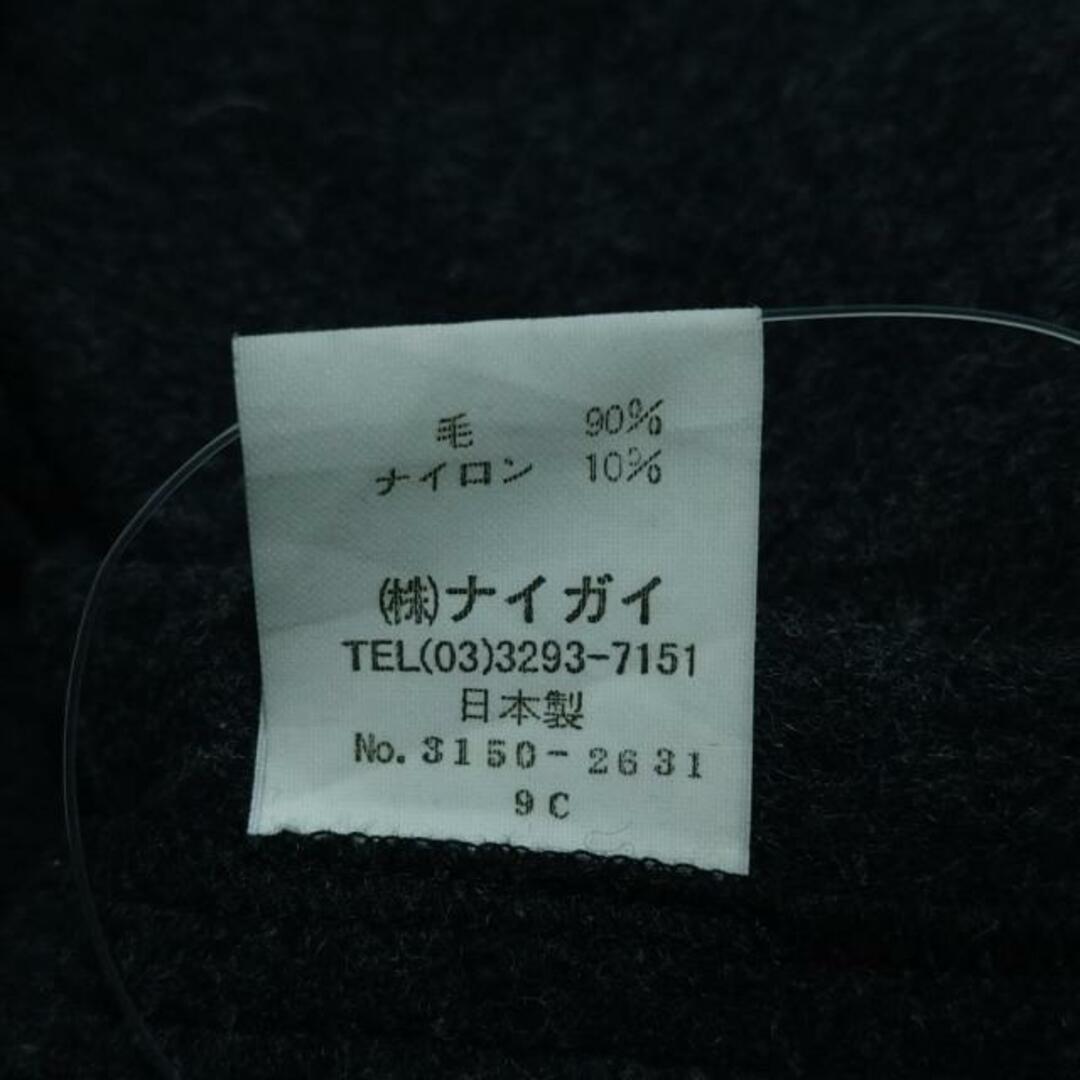 毛 90%
ナイロン 10%
(株)ナイガイ
TEL(03)3293-7151
日本製
No. 3150-2631
9C